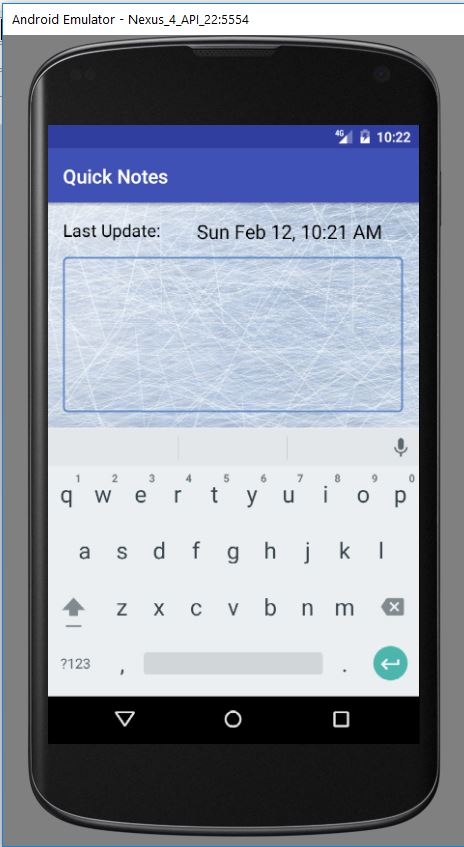 Android Emulator - Nexus_4_API_22:5554
4G 10:22
Quick Notes
Last Update: Sun Feb 12, 10:21 AM
1 2 3 4 5 6 7 8 9 0
q w e r t y u i o p
a s d f g h j k l
z x c v b n m
?123 , .